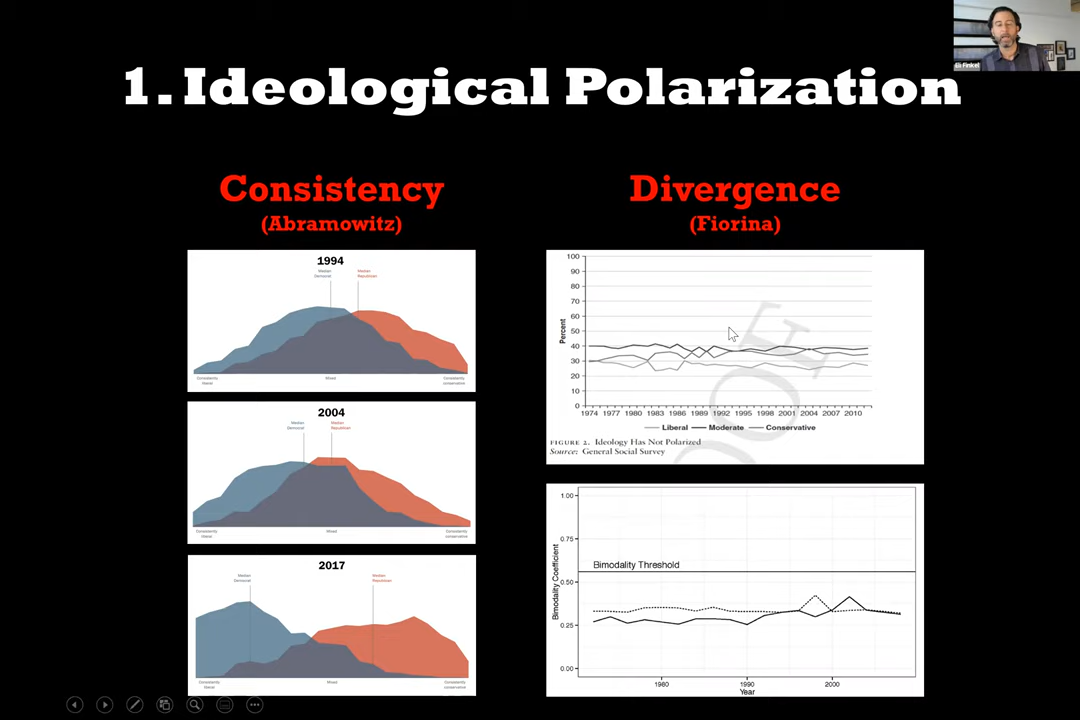 Eli Finkel
1. Ideological Polarization
Consistency
(Abramowitz)
1994
Median
Democrat
Median
Republican
Consistently
liberal
Mixed
Consistently
conservative
2004
Median
Democrat
Median
Republican
Consistently
liberal
Mixed
Consistently
conservative
2017
Median
Democrat
Median
Republican
Consistently
liberal
Mixed
Consistently
conservative
Divergence
(Fiorina)
100
90
80
70
60
50
40
30
20
10
0
Percent
1974 1977 1980 1983 1986 1989 1992 1995 1998 2001 2004 2007 2010
Liberal Moderate Conservative
FIGURE 2. Ideology Has Not Polarized
Source: General Social Survey
1.00
0.75
0.50
0.25
0.00
Bimodality Coefficient
Bimodality Threshold
1980 1990 2000
Year